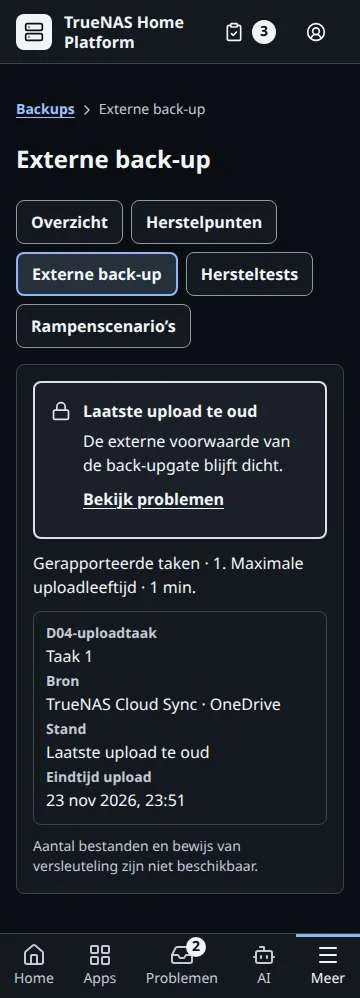 TrueNAS Home
Platform
3
Backups > Externe back-up
Externe back-up
Overzicht
Herstelpunten
Externe back-up
Hersteltests
Rampenscenario’s
Laatste upload te oud
De externe voorwaarde van
de back-upgate blijft dicht.
Bekijk problemen
Gerapporteerde taken · 1. Maximale
uploadleeftijd · 1 min.
D04-uploadtaak
Taak 1
Bron
TrueNAS Cloud Sync · OneDrive
Stand
Laatste upload te oud
Eindtijd upload
23 nov 2026, 23:51
Aantal bestanden en bewijs van
versleuteling zijn niet beschikbaar.
2
Home
Apps
Problemen
AI
Meer